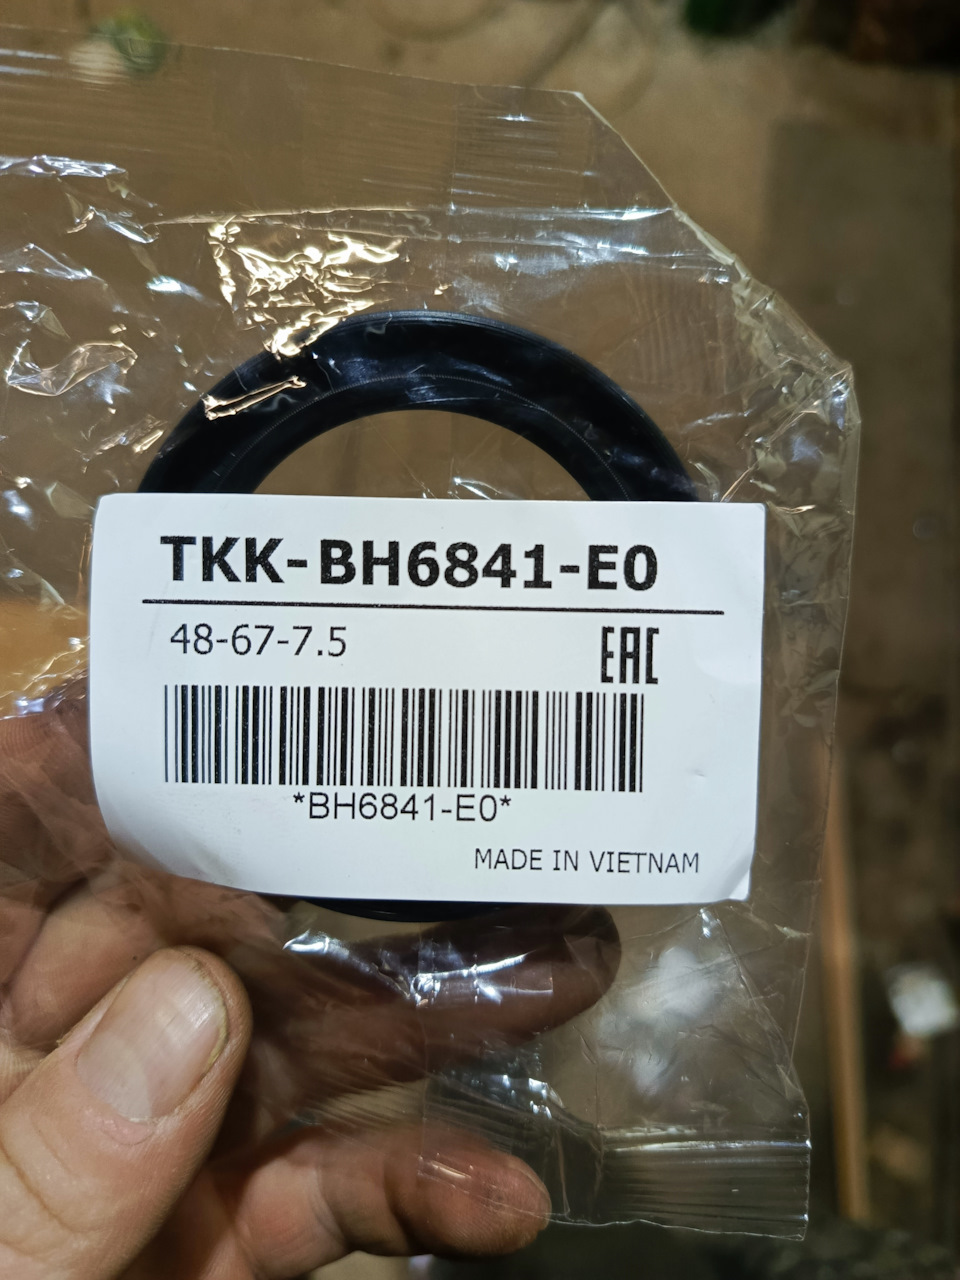 TKK-BH6841-E0
48-67-7.5
EAC
*BH6841-E0*
MADE IN VIETNAM